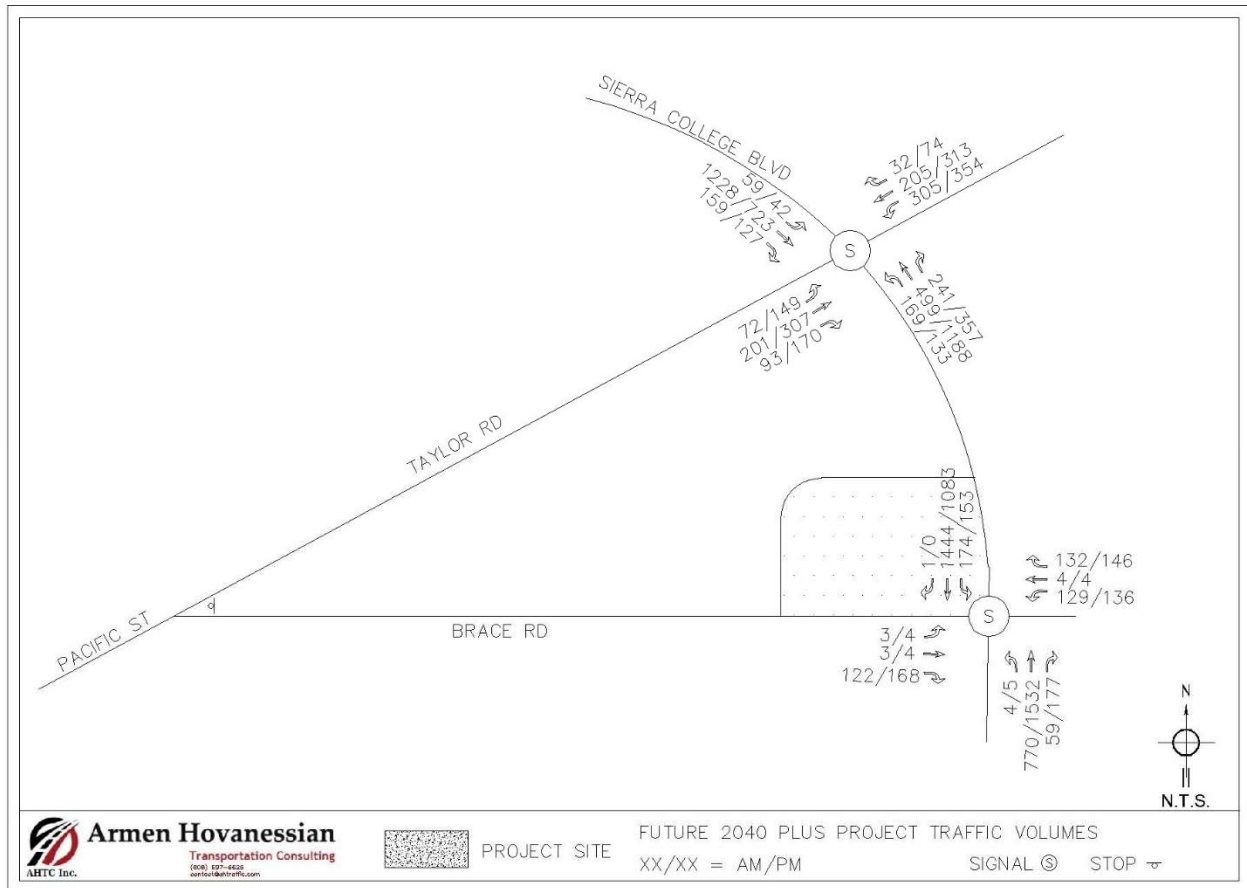 SIERRA COLLEGE BLVD
32/74
205/313
305/354
59/42
1228/723
159/127
S
241/357
499/1188
169/133
72/149
201/307
93/170
TAYLOR RD
1/0
1444/1083
174/153
132/146
4/4
129/136
S
PACIFIC ST
BRACE RD
3/4
3/4
122/168
4/5
770/1532
59/177
N
N.T.S.
Armen Hovanessian
Transportation Consulting
AHTC Inc.
PROJECT SITE
FUTURE 2040 PLUS PROJECT TRAFFIC VOLUMES
XX/XX = AM/PM
SIGNAL S STOP